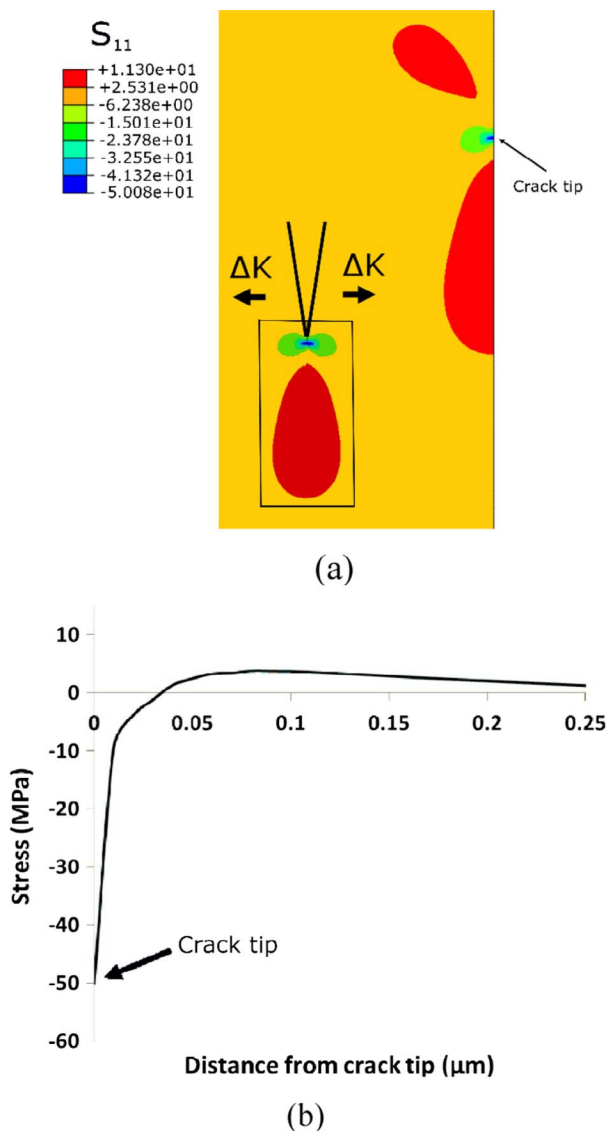 S11
+1.130e+01
+2.531e+00
-6.238e+00
-1.501e+01
-2.378e+01
-3.255e+01
-4.132e+01
-5.008e+01
Crack tip
ΔK ΔK
(a)
10
0
0 0.05 0.1 0.15 0.2 0.25
-10
-20
-30
-40
-50
-60
Stress (MPa)
Crack tip
Distance from crack tip (μm)
(b)